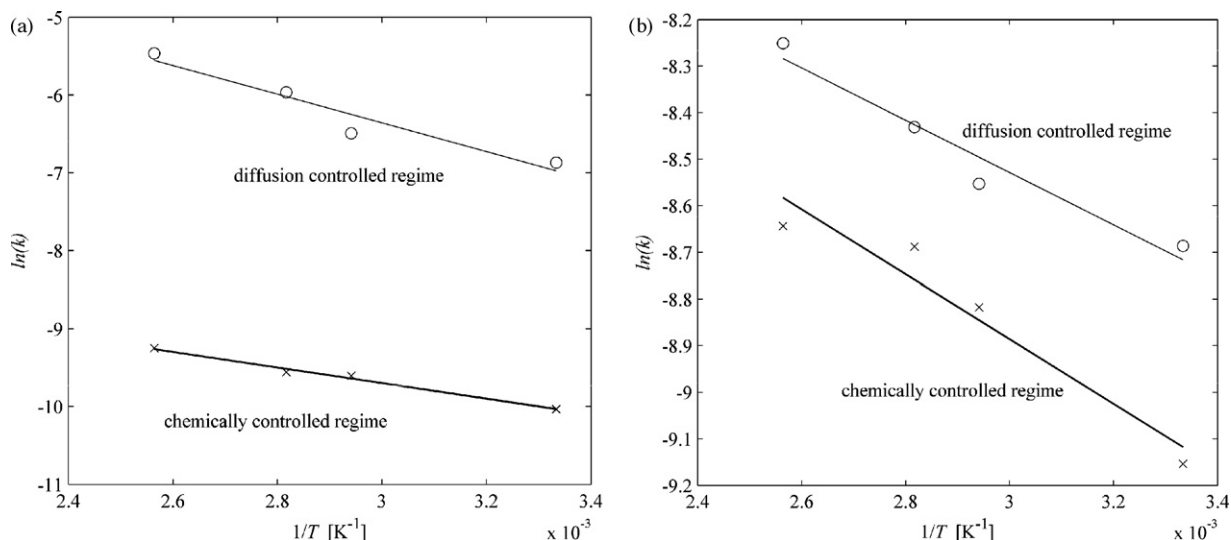 (a)
-5
-6
-7
-8
-9
-10
-11
ln(k)
diffusion controlled regime
chemically controlled regime
2.4
2.6
2.8
3
3.2
3.4
1/T [K⁻¹]
x 10⁻³
(b)
-8.2
-8.3
-8.4
-8.5
-8.6
-8.7
-8.8
-8.9
-9
-9.1
-9.2
ln(k)
diffusion controlled regime
chemically controlled regime
2.4
2.6
2.8
3
3.2
3.4
1/T [K⁻¹]
x 10⁻³